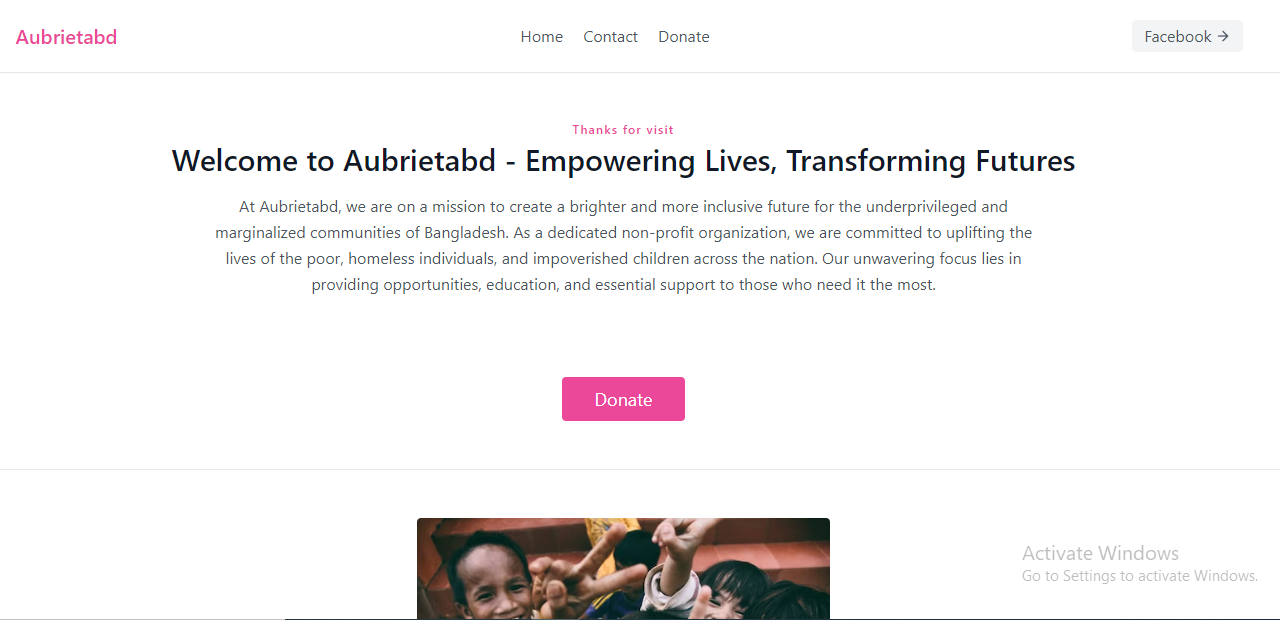 Aubrietabd
Home Contact Donate
Facebook →
Thanks for visit
Welcome to Aubrietabd - Empowering Lives, Transforming Futures
At Aubrietabd, we are on a mission to create a brighter and more inclusive future for the underprivileged and
marginalized communities of Bangladesh. As a dedicated non-profit organization, we are committed to uplifting the
lives of the poor, homeless individuals, and impoverished children across the nation. Our unwavering focus lies in
providing opportunities, education, and essential support to those who need it the most.
Donate
Activate Windows
Go to Settings to activate Windows.